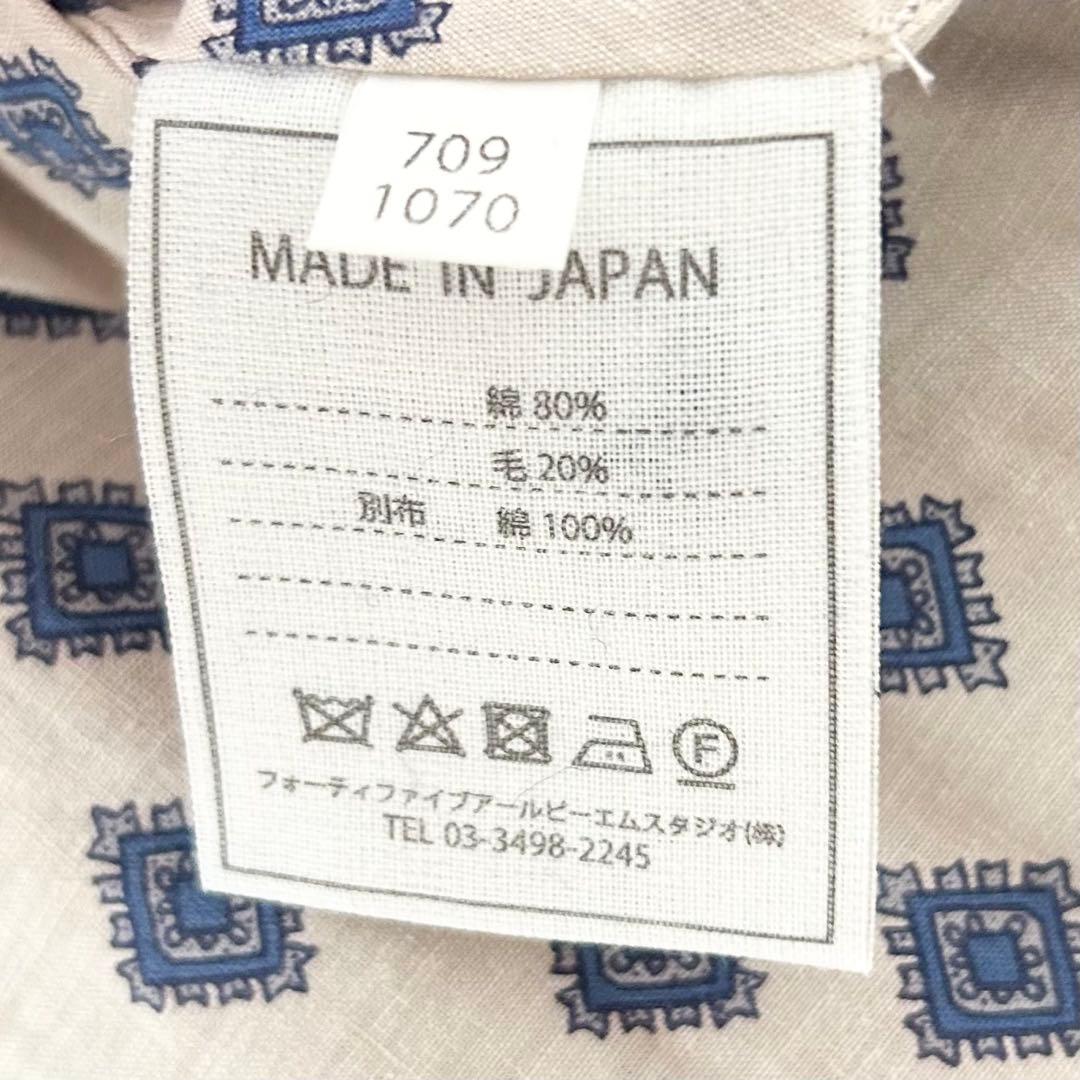 709
1070
MADE IN JAPAN
綿 80%
毛 20%
別布 綿 100%
F
フォーティファイブアールピーエムスタジオ(株)
TEL 03-3498-2245